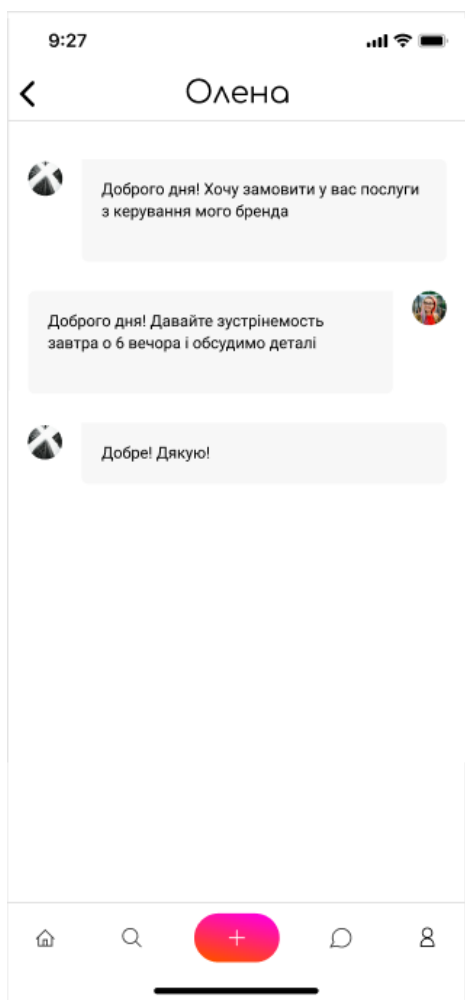 9:27
Олена
Доброго дня! Хочу замовити у вас послуги
з керування мого бренда
Доброго дня! Давайте зустрінемость
завтра о 6 вечора і обсудимо деталі
Добре! Дякую!